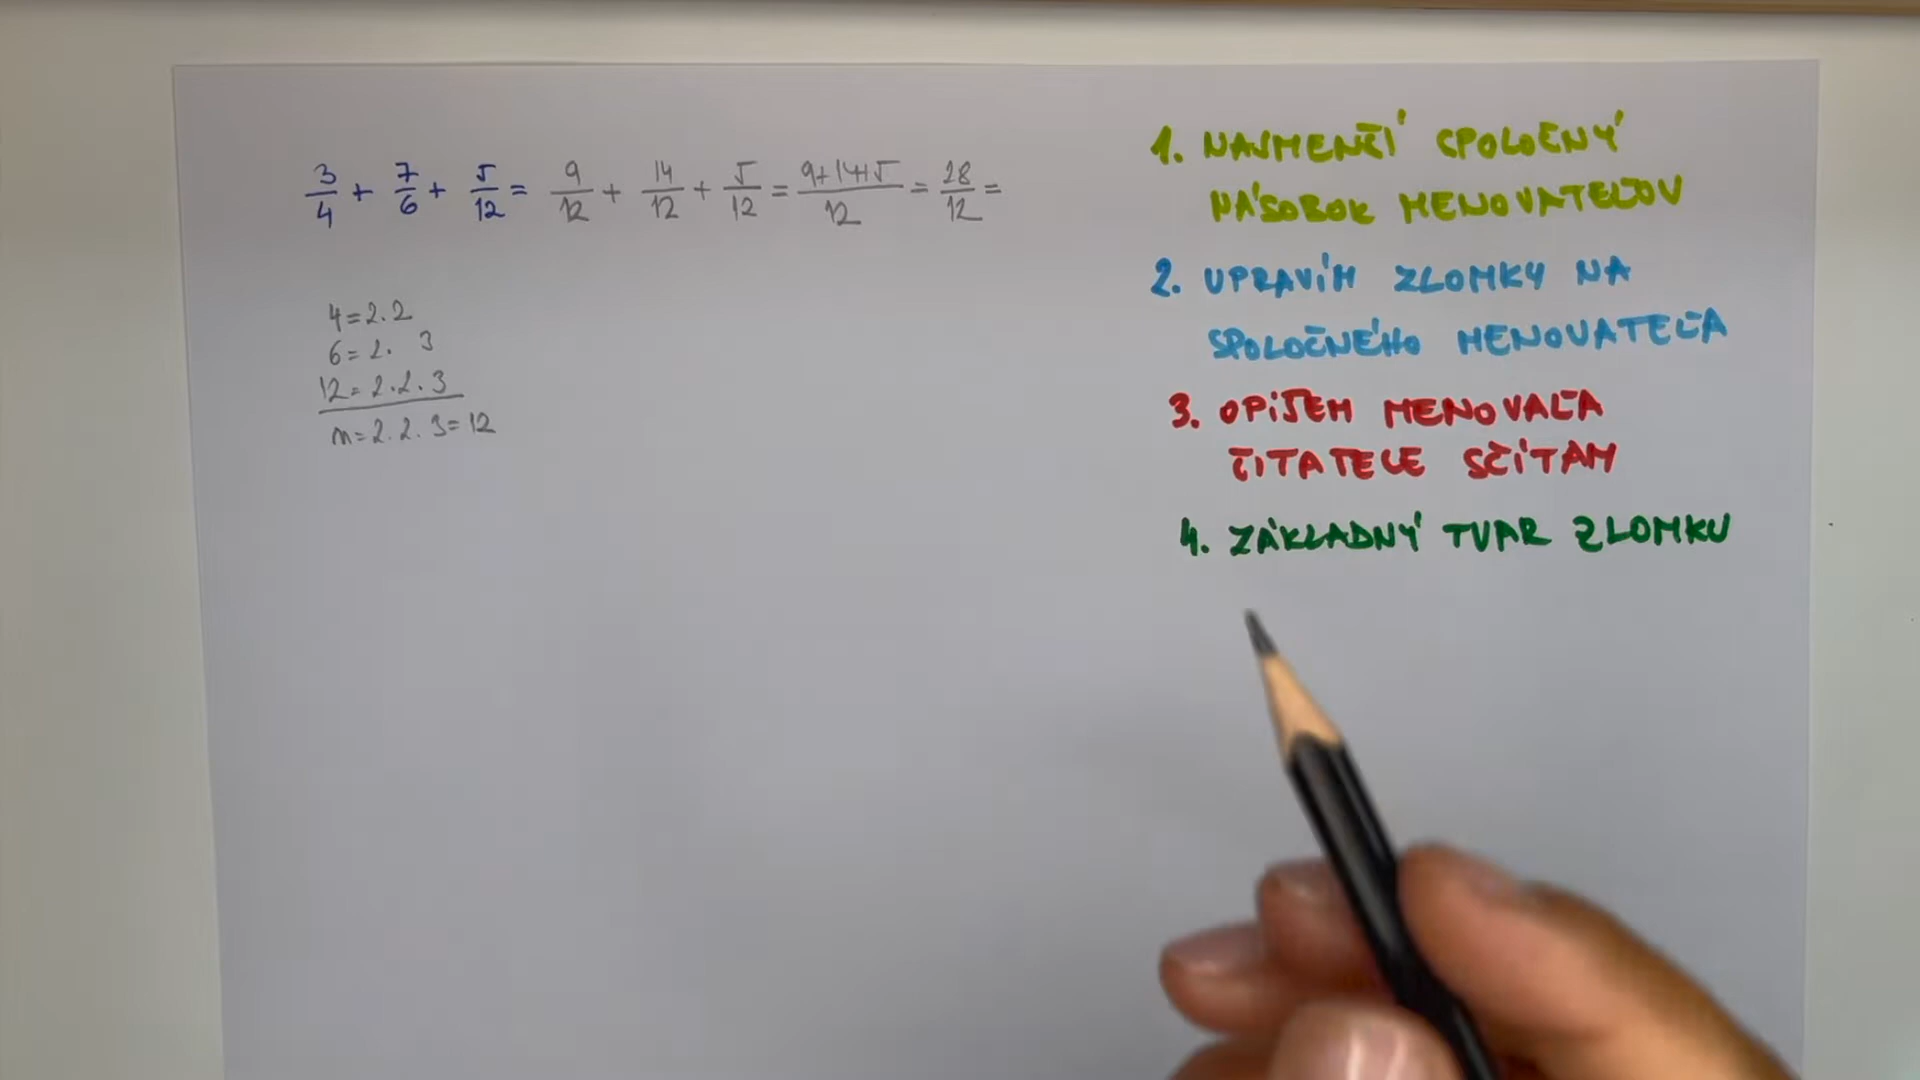 3/4 + 7/6 + 5/12 = 9/12 + 14/12 + 5/12 = 9+14+5/12 = 28/12 =
4=2.2
6=2. 3
12=2.2.3
n=2.2.3=12
1. NAJMENŠÍ SPOLOČNÝ
NÁSOBOK MENOVATEĽOV
2. UPRAVÍM ZLOMKY NA
SPOLOČNÉHO MENOVATEĽA
3. OPÍŠEM MENOVAĽA
ČITATELE SČÍTAM
4. ZÁKLADNÝ TVAR ZLOMKU